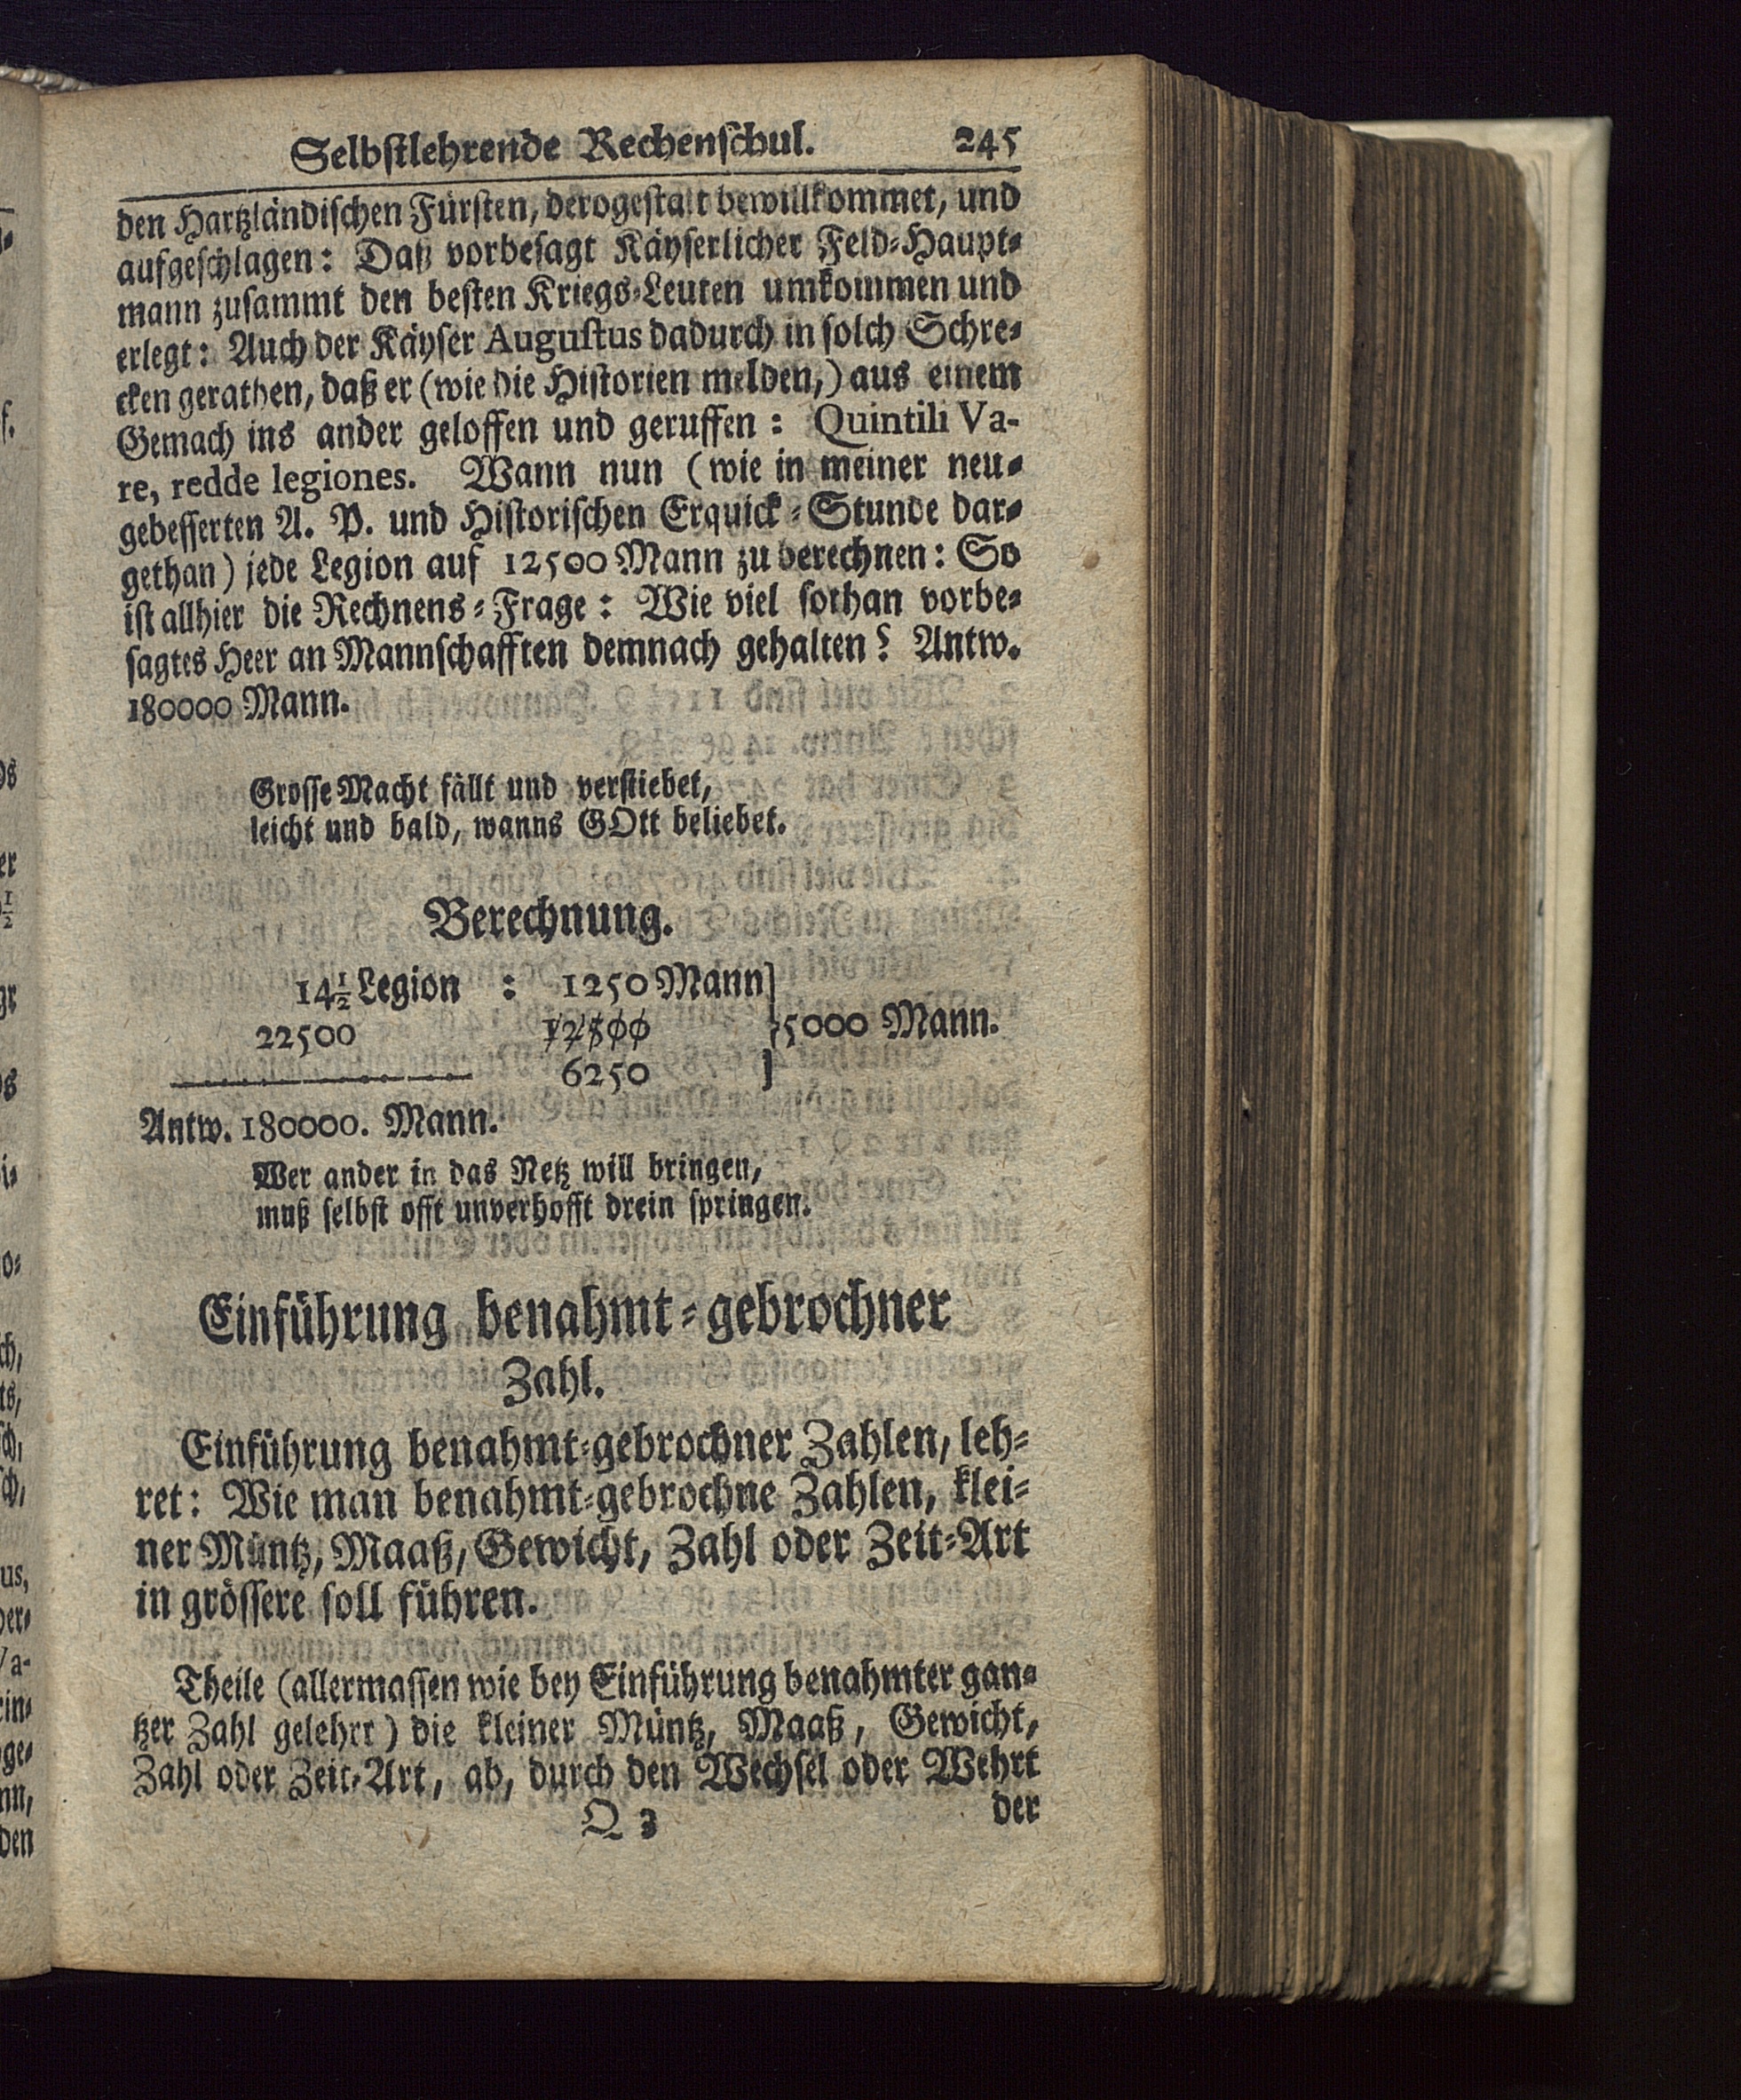 Selbstlehrende Rechenschul. 245
den Hartzländischen Fürsten, derogestalt bewillkommet, und
aufgeschlagen: Daß vorbesagt Käyserlicher Feld-Haupt-
mann zusammt den besten Kriegs-Leuten umkommen und
erlegt: Auch der Käyser Augustus dadurch in solch Schre-
cken gerathen, daß er (wie die Historien melden,) aus einem
Gemach ins ander geloffen und geruffen: Quintili Va-
re, redde legiones. Wann nun (wie in meiner neu-
gebesserten A. P. und Historischen Erquick-Stunde dar-
gethan) jede Legion auf 12500 Mann zu berechnen: So
ist allhier die Rechnens-Frage: Wie viel sothan vorbe-
sagtes Heer an Mannschafften demnach gehalten? Antw.
180000 Mann.
Grosse Macht fällt und verstiebet,
leicht und bald, wanns GOtt beliebet.
Berechnung.
14½ Legion : 1250 Mann
22500 12500 } 5000 Mann.
6250
Antw. 180000. Mann.
Wer ander in das Netz will bringen,
muß selbst offt unverhofft drein springen.
Einführung benahmt-gebrochner
Zahl.
Einführung benahmt-gebrochner Zahlen, leh-
ret: Wie man benahmt-gebrochne Zahlen, klei-
ner Müntz, Maaß, Gewicht, Zahl oder Zeit-Art
in grössere soll führen.
Theile (allermassen wie bey Einführung benahmter gan-
tzer Zahl gelehrt) die kleiner Müntz, Maaß, Gewicht,
Zahl oder Zeit-Art, ab, durch den Wechsel oder Wehrt
Q 3 der